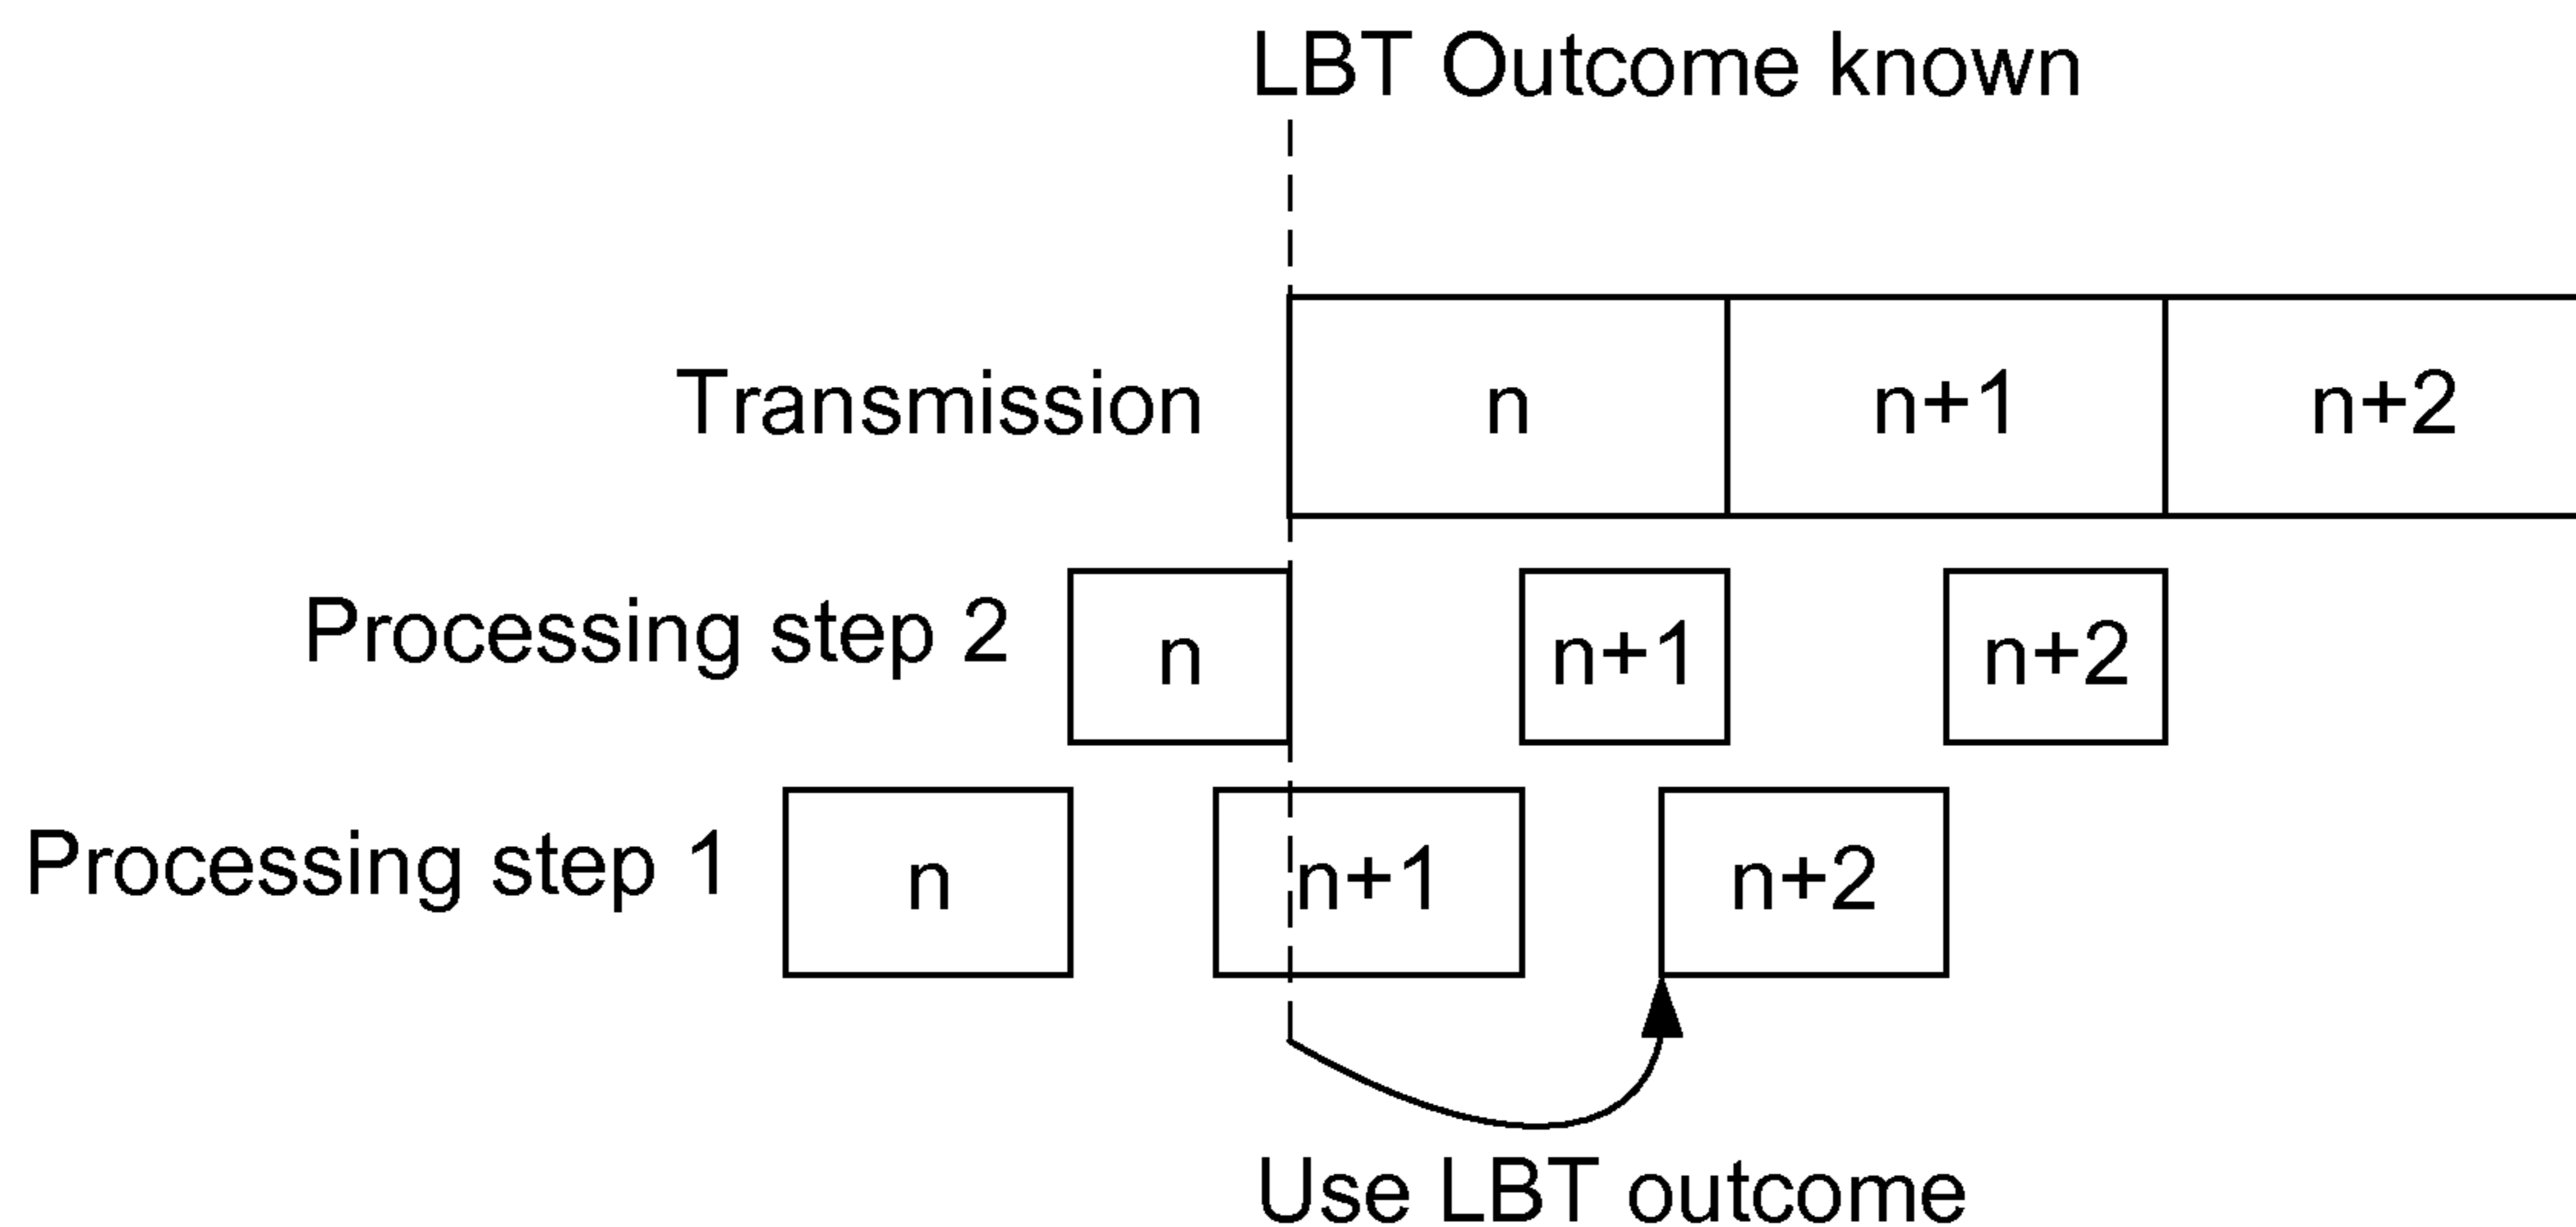 LBT Outcome known
Transmission n n+1 n+2
Processing step 2 n n+1 n+2
Processing step 1 n n+1 n+2
Use LBT outcome